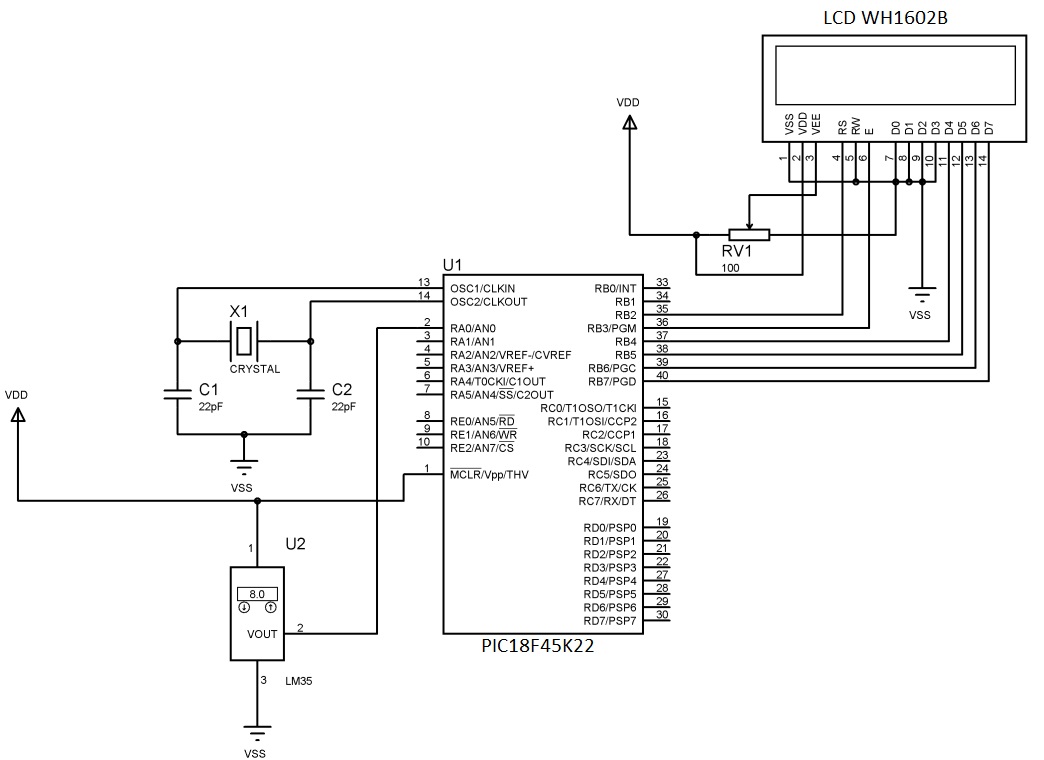 LCD WH1602B
VSS VDD VEE RS RW E D0 D1 D2 D3 D4 D5 D6 D7
1 2 3 4 5 6 7 8 9 10 11 12 13 14
VDD
RV1
100
VSS
U1
13 OSC1/CLKIN
14 OSC2/CLKOUT
2 RA0/AN0
3 RA1/AN1
4 RA2/AN2/VREF-/CVREF
5 RA3/AN3/VREF+
6 RA4/T0CKI/C1OUT
7 RA5/AN4/SS/C2OUT
8 RE0/AN5/RD
9 RE1/AN6/WR
10 RE2/AN7/CS
1 MCLR/Vpp/THV
RB0/INT 33
RB1 34
RB2 35
RB3/PGM 36
RB4 37
RB5 38
RB6/PGC 39
RB7/PGD 40
RC0/T1OSO/T1CKI 15
RC1/T1OSI/CCP2 16
RC2/CCP1 17
RC3/SCK/SCL 18
RC4/SDI/SDA 23
RC5/SDO 24
RC6/TX/CK 25
RC7/RX/DT 26
RD0/PSP0 19
RD1/PSP1 20
RD2/PSP2 21
RD3/PSP3 22
RD4/PSP4 27
RD5/PSP5 28
RD6/PSP6 29
RD7/PSP7 30
PIC18F45K22
X1
CRYSTAL
C1
22pF
C2
22pF
VSS
VDD
1
U2
8.0
VOUT 2
3
LM35
VSS